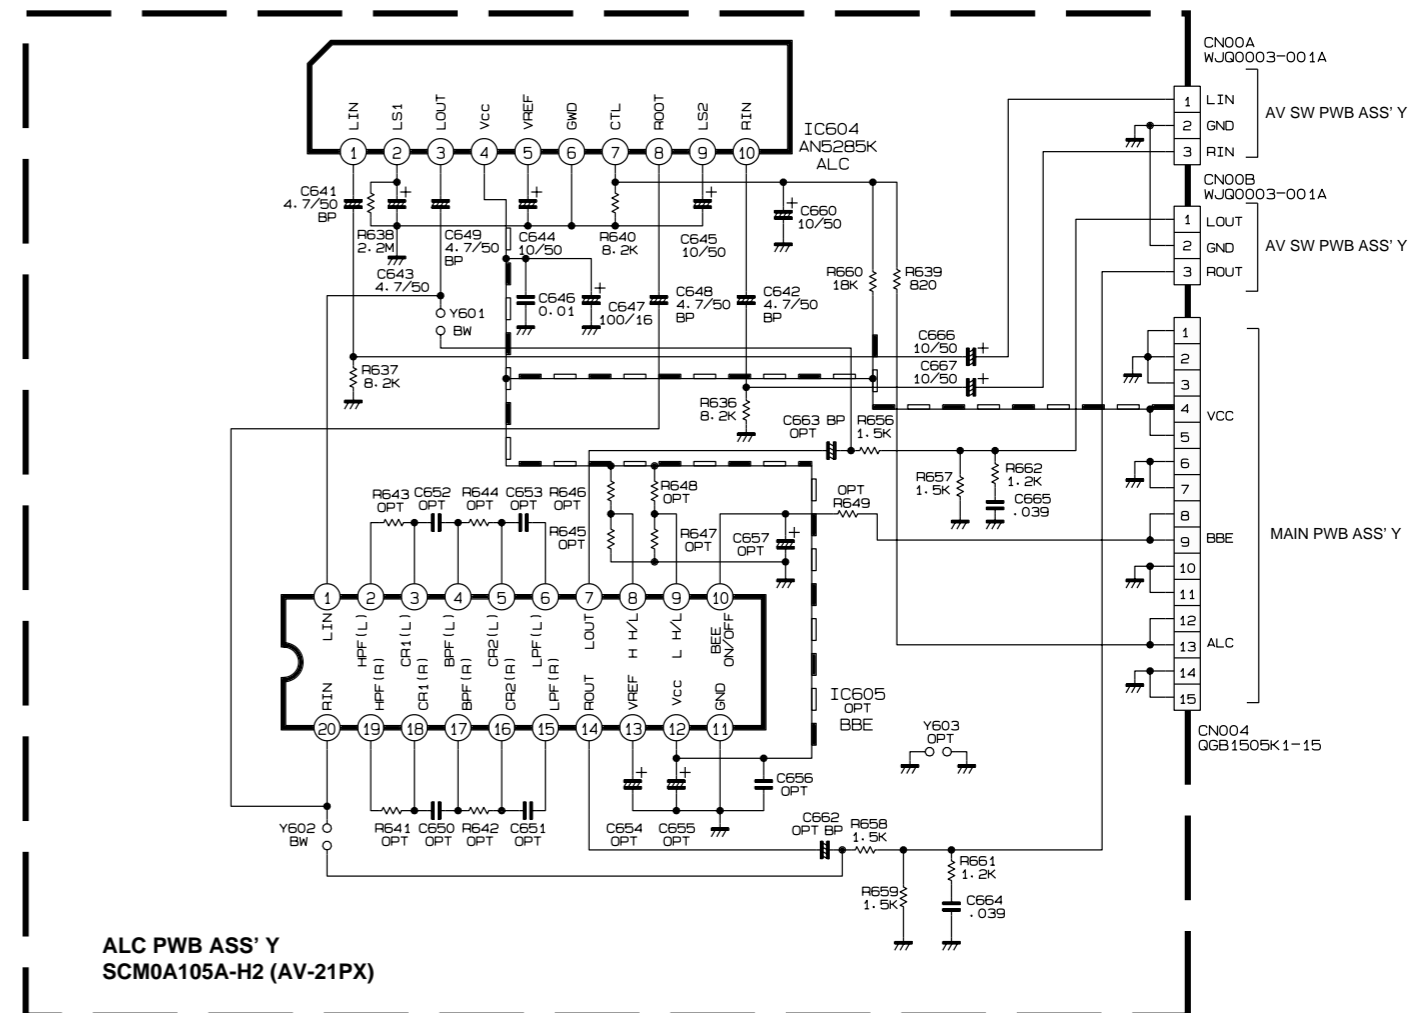 CN00A
WJQ0003-001A
1 LIN
2 GND
3 RIN
AV SW PWB ASS' Y
CN00B
WJQ0003-001A
1 LOUT
2 GND
3 ROUT
AV SW PWB ASS' Y
LIN
LS1
LOUT
Vcc
VREF
GWD
CTL
ROOT
LS2
RIN
1 2 3 4 5 6 7 8 9 10
IC604
AN5285K
ALC
C641
4.7/50
BP
R638
2.2M
C643
4.7/50
C649
4.7/50
BP
C644
10/50
R640
8.2K
C645
10/50
C660
10/50
R660
18K
R639
820
Y601
BW
C646
0.01
C647
100/16
C648
4.7/50
BP
C642
4.7/50
BP
C666
10/50
C667
10/50
R637
8.2K
R636
8.2K
C663 BP
OPT
R656
1.5K
R657
1.5K
R662
1.2K
C665
.039
1
2
3
4
VCC
5
6
7
8
9
BBE
10
11
12
13
ALC
14
15
MAIN PWB ASS' Y
CN004
QGB1505K1-15
R643
OPT
C652
OPT
R644
OPT
C653
OPT
R646
OPT
R645
OPT
R648
OPT
R647
OPT
C657
OPT
OPT
R649
1 2 3 4 5 6 7 8 9 10
LIN
HPF(L)
CR1(L)
BPF(L)
CR2(L)
LPF(L)
LOUT
H H/L
L H/L
BEE
ON/OFF
RIN
HPF(R)
CR1(R)
BPF(R)
CR2(R)
LPF(R)
ROUT
VREF
Vcc
GND
20 19 18 17 16 15 14 13 12 11
IC605
OPT
BBE
Y603
OPT
Y602
BW
R641
OPT
C650
OPT
R642
OPT
C651
OPT
C654
OPT
C655
OPT
C656
OPT
C662
OPT BP
R658
1.5K
R659
1.5K
R661
1.2K
C664
.039
ALC PWB ASS' Y
SCM0A105A-H2 (AV-21PX)